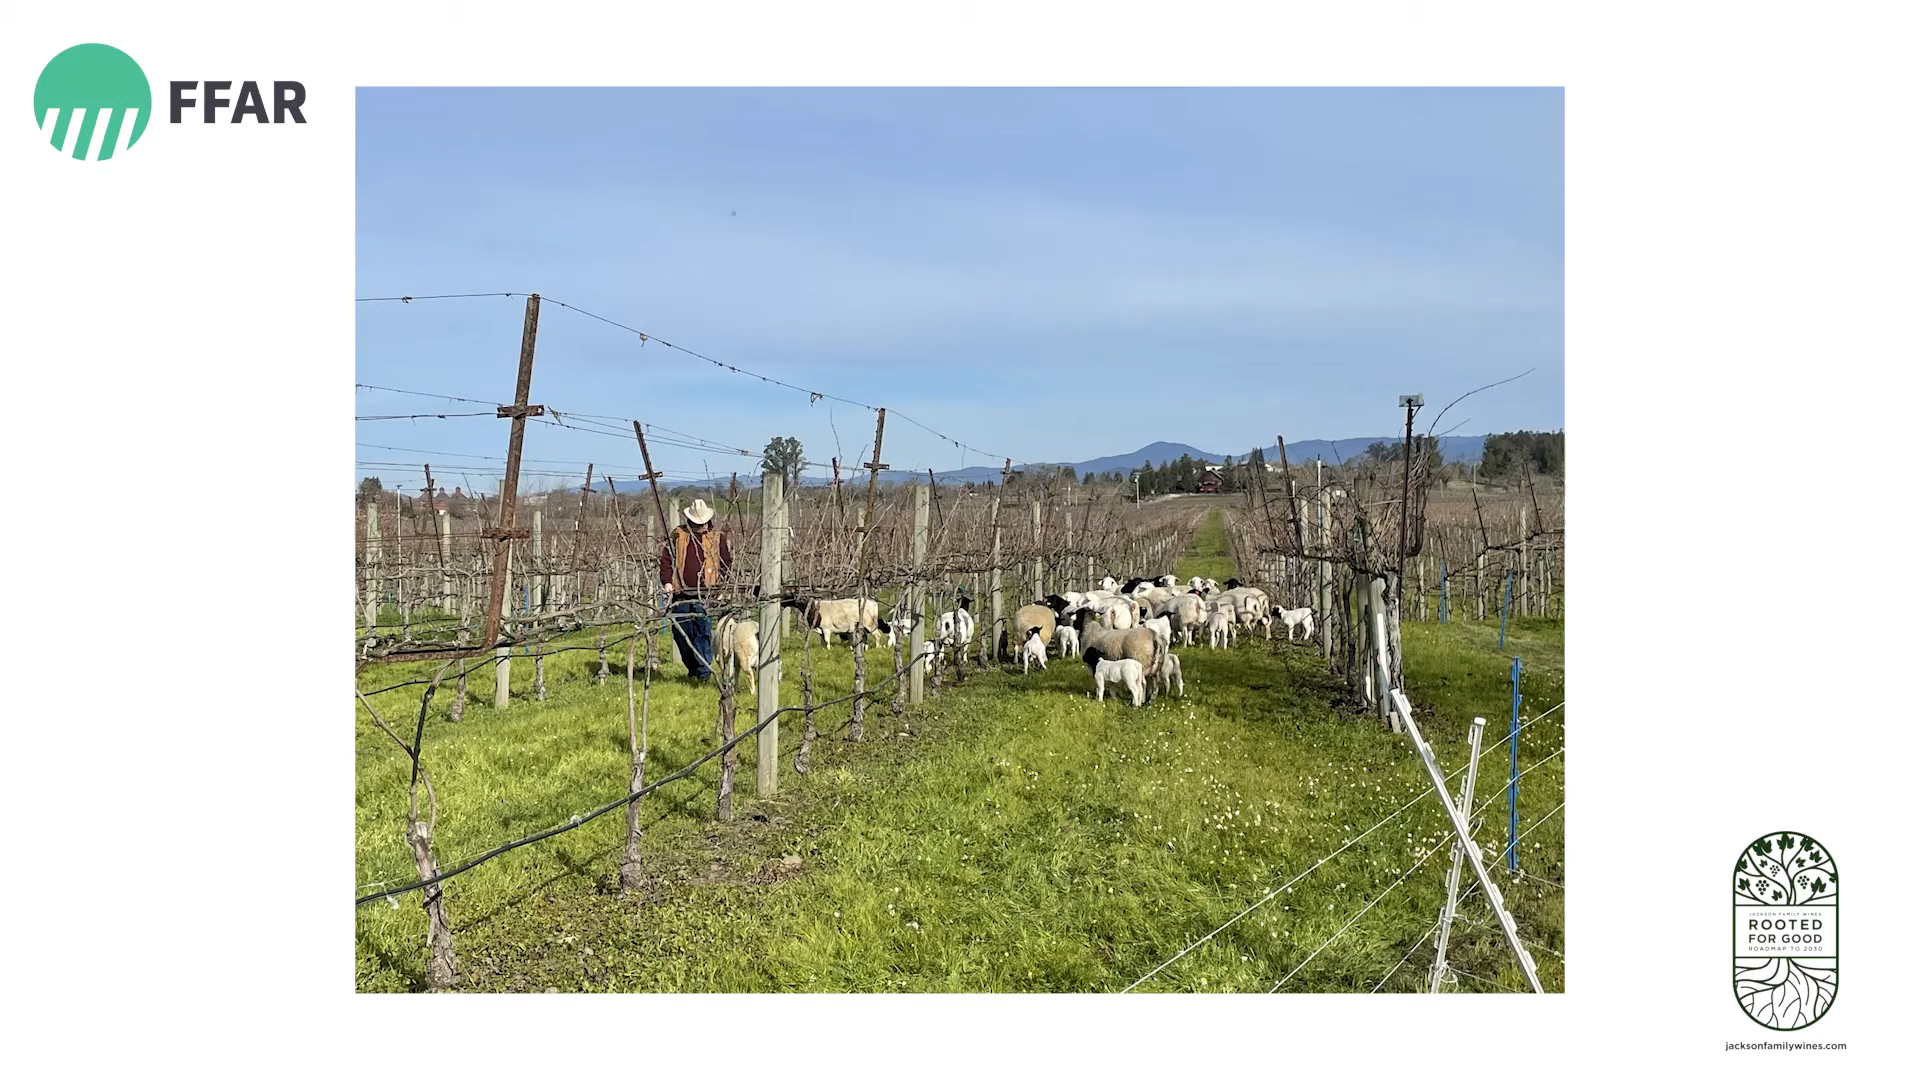 FFAR
JACKSON FAMILY WINES
ROOTED
FOR GOOD
ROADMAP TO 2030
jacksonfamilywines.com